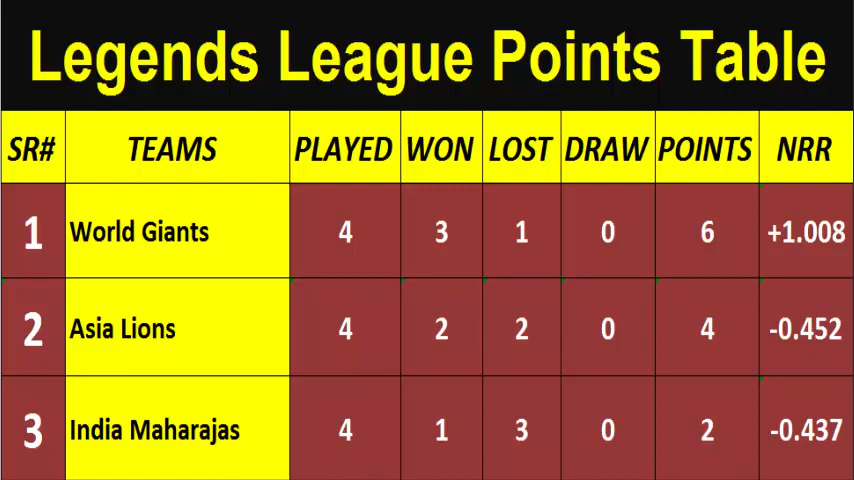 Legends League Points Table
SR# TEAMS PLAYED WON LOST DRAW POINTS NRR
1 World Giants 4 3 1 0 6 +1.008
2 Asia Lions 4 2 2 0 4 -0.452
3 India Maharajas 4 1 3 0 2 -0.437